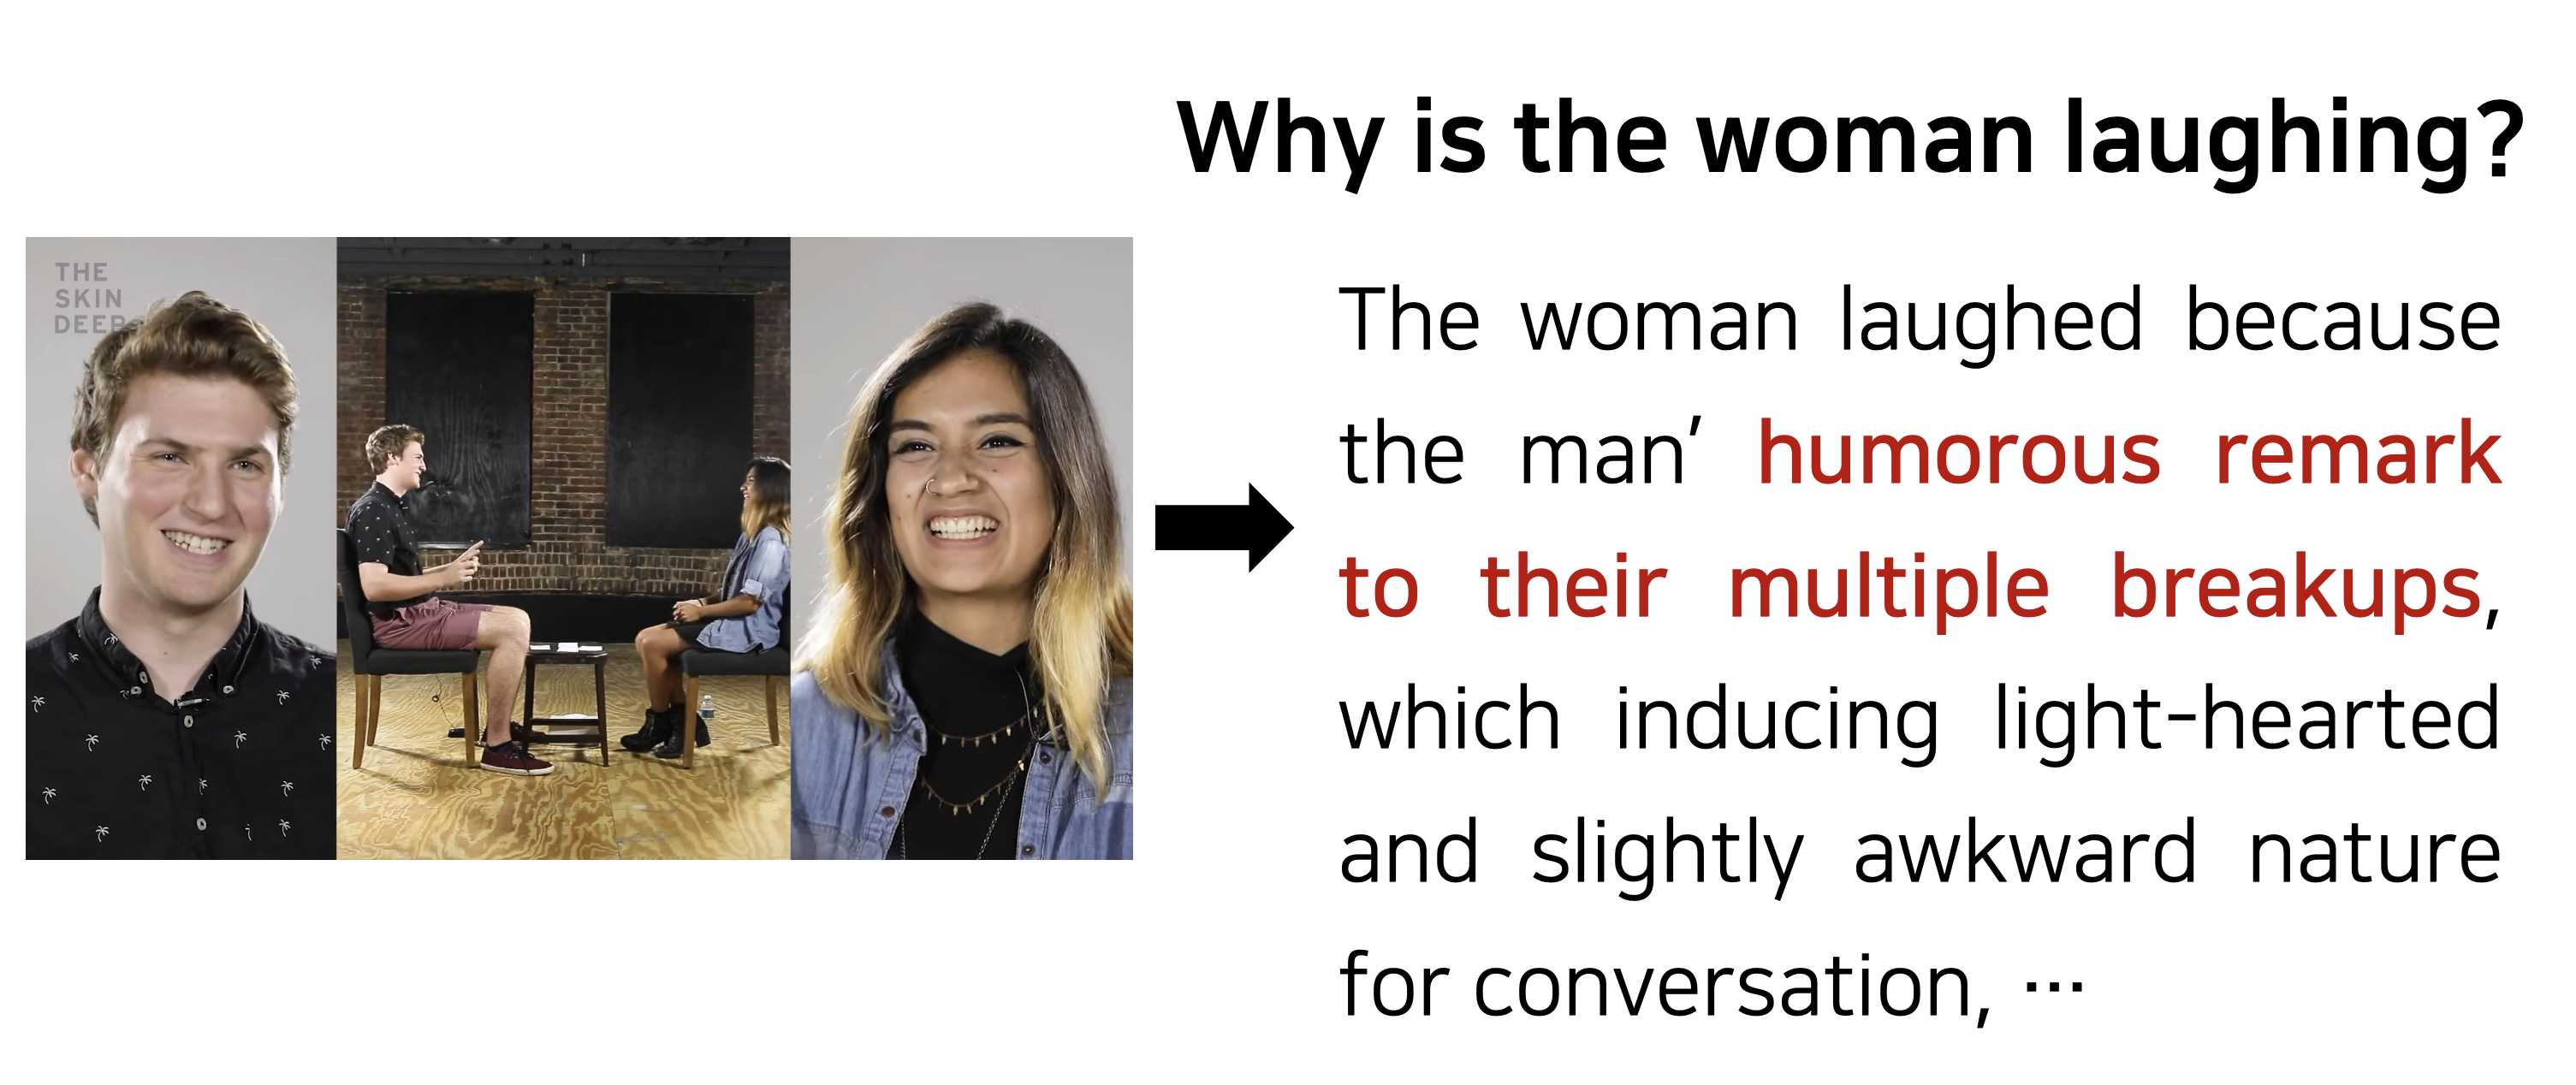 Why is the woman laughing?
THE
SKIN
DEEP
The woman laughed because
the man’ humorous remark
to their multiple breakups,
which inducing light-hearted
and slightly awkward nature
for conversation, ···